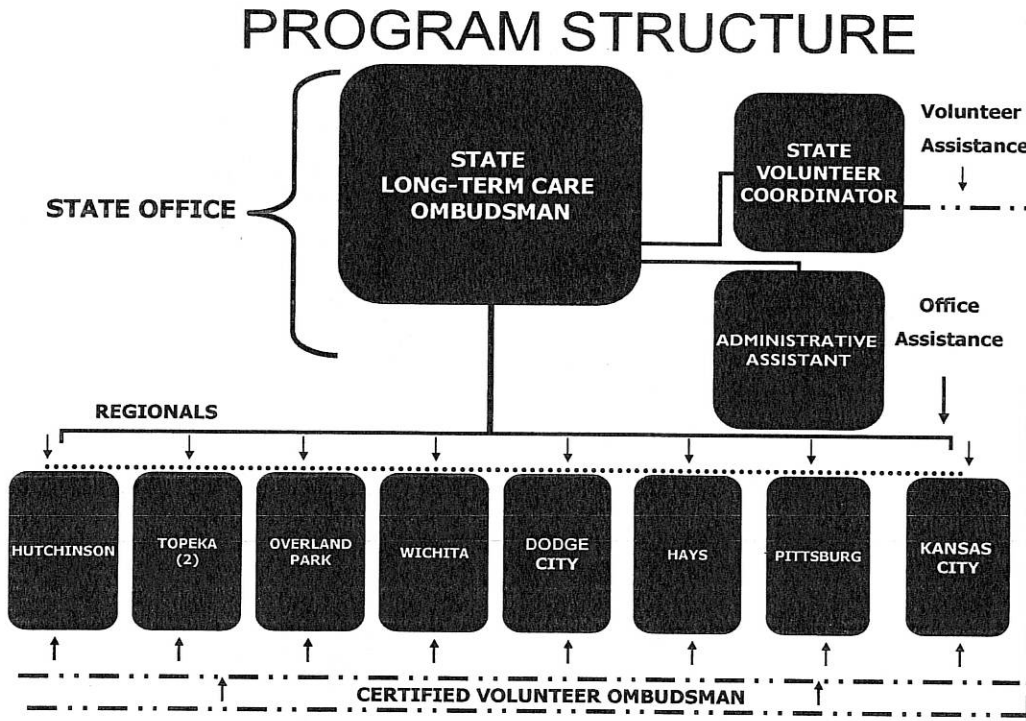 PROGRAM STRUCTURE
STATE OFFICE
STATE
LONG-TERM CARE
OMBUDSMAN
STATE
VOLUNTEER
COORDINATOR
Volunteer
Assistance
ADMINISTRATIVE
ASSISTANT
Office
Assistance
REGIONALS
HUTCHINSON
TOPEKA
(2)
OVERLAND
PARK
WICHITA
DODGE
CITY
HAYS
PITTSBURG
KANSAS
CITY
CERTIFIED VOLUNTEER OMBUDSMAN